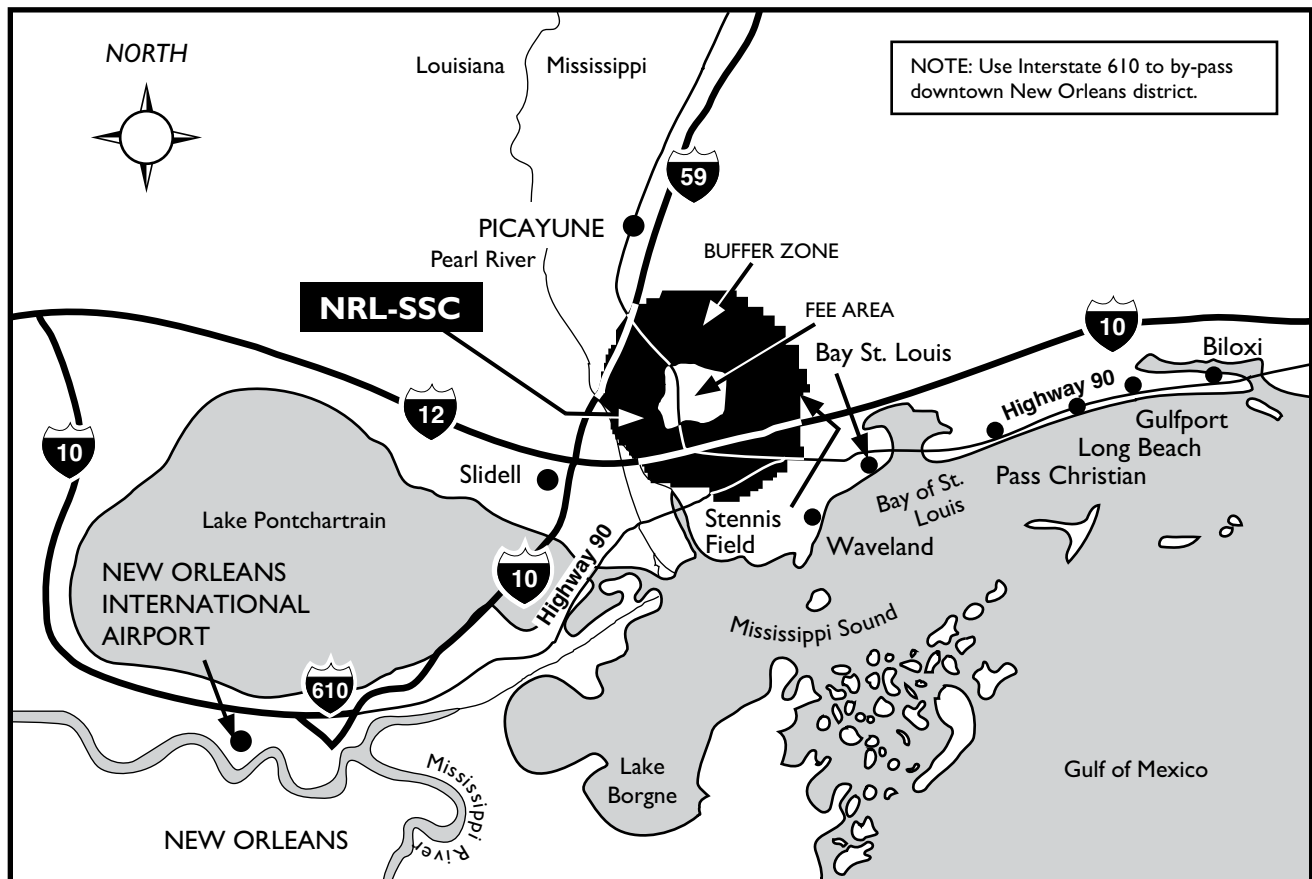 NORTH
Louisiana
Mississippi
NOTE: Use Interstate 610 to by-pass
downtown New Orleans district.
59
PICAYUNE
Pearl River
BUFFER ZONE
NRL-SSC
FEE AREA
10
Bay St. Louis
Biloxi
Highway 90
12
10
Gulfport
Long Beach
Pass Christian
Slidell
Bay of St.
Louis
Lake Pontchartrain
Stennis
Field
Waveland
10
Highway 90
NEW ORLEANS
INTERNATIONAL
AIRPORT
Mississippi Sound
610
Lake
Borgne
Gulf of Mexico
Mississippi River
NEW ORLEANS